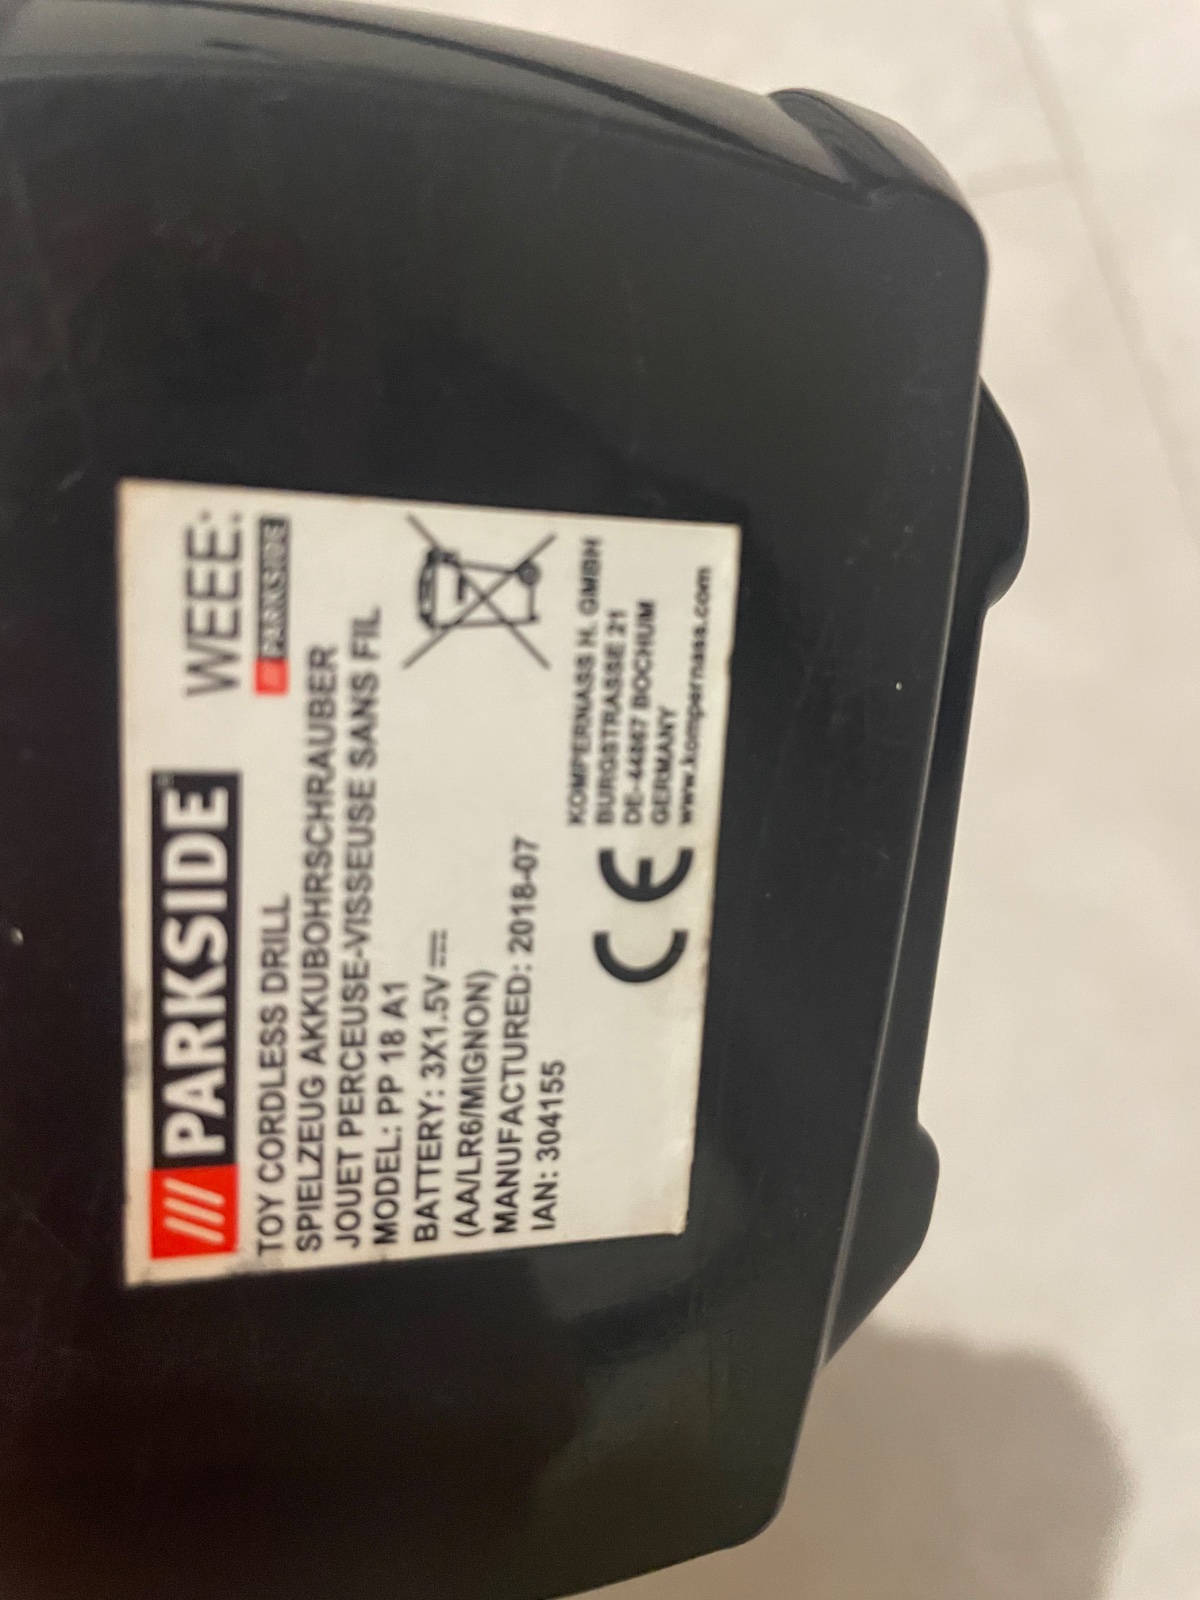 /// PARKSIDE
WEEE:
/// PARKSIDE
TOY CORDLESS DRILL
SPIELZEUG AKKUBOHRSCHRAUBER
JOUET PERCEUSE-VISSEUSE SANS FIL
MODEL: PP 18 A1
BATTERY: 3X1.5V ⎓
(AA/LR6/MIGNON)
MANUFACTURED: 2018-07
IAN: 304155
CE
KOMPERNASS H. GMBH
BURGSTRASSE 21
DE-44867 BOCHUM
GERMANY
www.kompernass.com